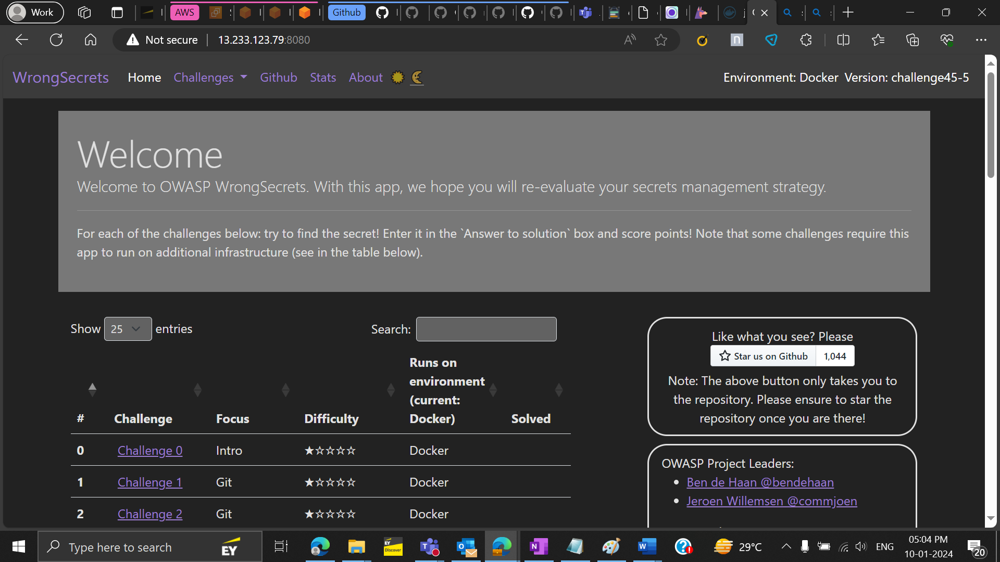 Work
AWS
Github
Not secure
13.233.123.79:8080
WrongSecrets
Home
Challenges
Github
Stats
About
Environment: Docker Version: challenge45-5
Welcome
Welcome to OWASP WrongSecrets. With this app, we hope you will re-evaluate your secrets management strategy.
For each of the challenges below: try to find the secret! Enter it in the `Answer to solution` box and score points! Note that some challenges require this
app to run on additional infrastructure (see in the table below).
Show 25 entries
Search:
Runs on
environment
(current:
# Challenge Focus Difficulty Docker) Solved
0 Challenge 0 Intro ★☆☆☆☆ Docker
1 Challenge 1 Git ★☆☆☆☆ Docker
2 Challenge 2 Git ★☆☆☆☆ Docker
Like what you see? Please
Star us on Github 1,044
Note: The above button only takes you to
the repository. Please ensure to star the
repository once you are there!
OWASP Project Leaders:
• Ben de Haan @bendehaan
• Jeroen Willemsen @commjoen
Type here to search
EY
EY
Discover
29°C
ENG
05:04 PM
10-01-2024
20